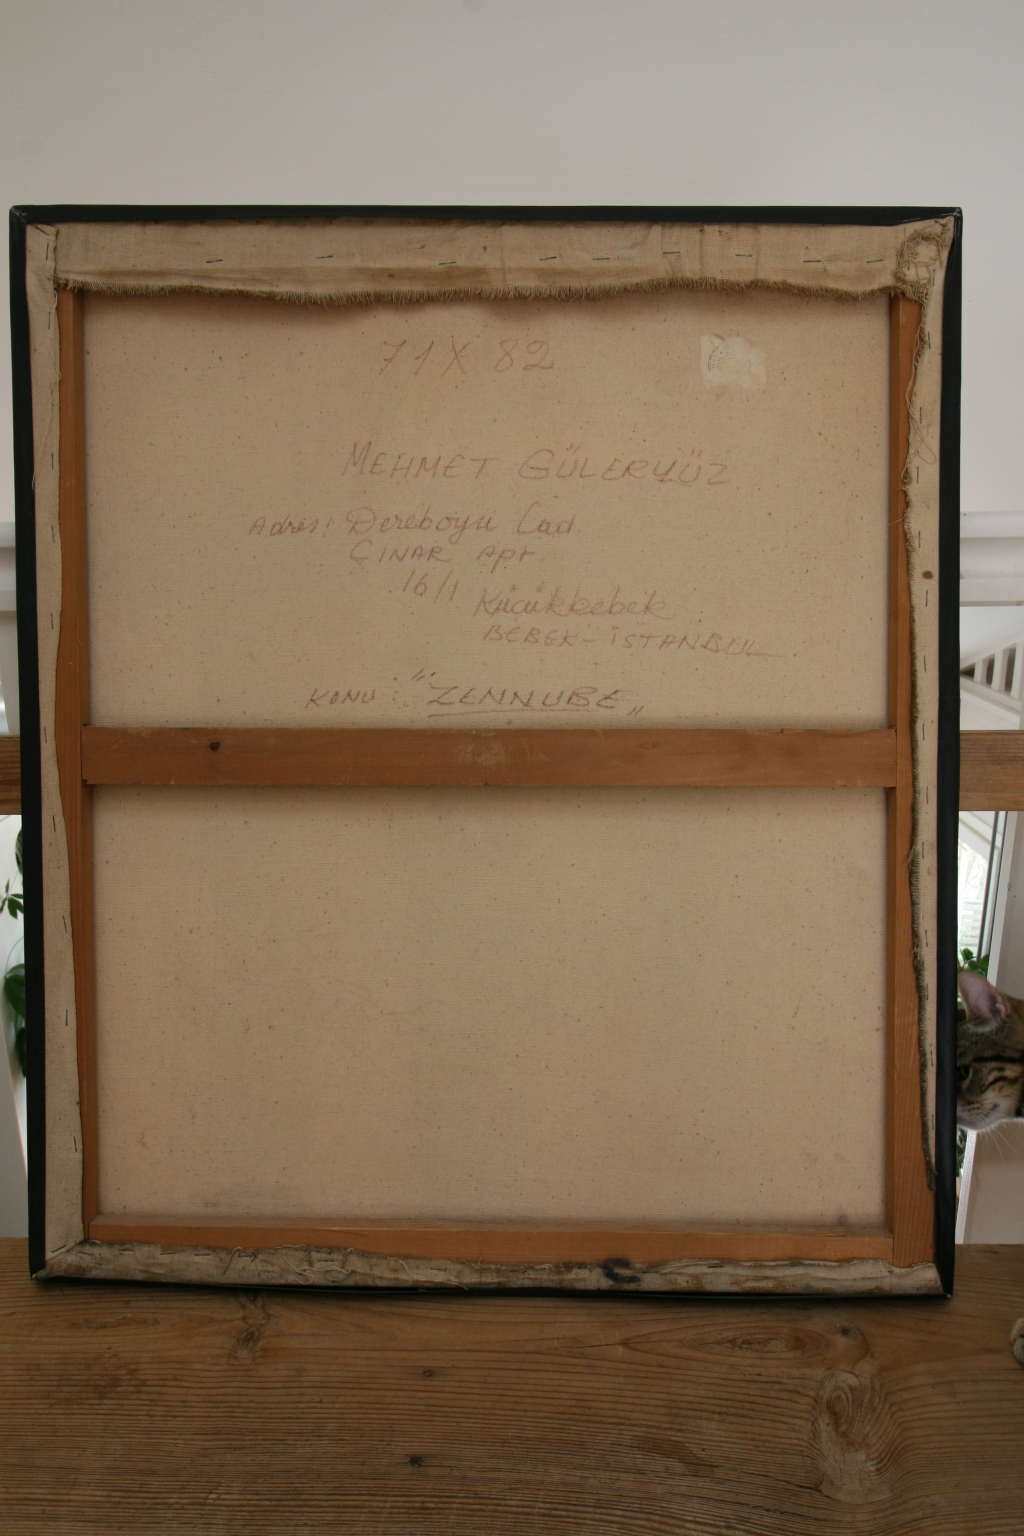 71 X 82
MEHMET GÜLERYÜZ
Adres: Dereboyu Cad.
ÇINAR Apt.
16/1 Küçükbebek
BEBEK - İSTANBUL
KONU : "ZENNUBE„